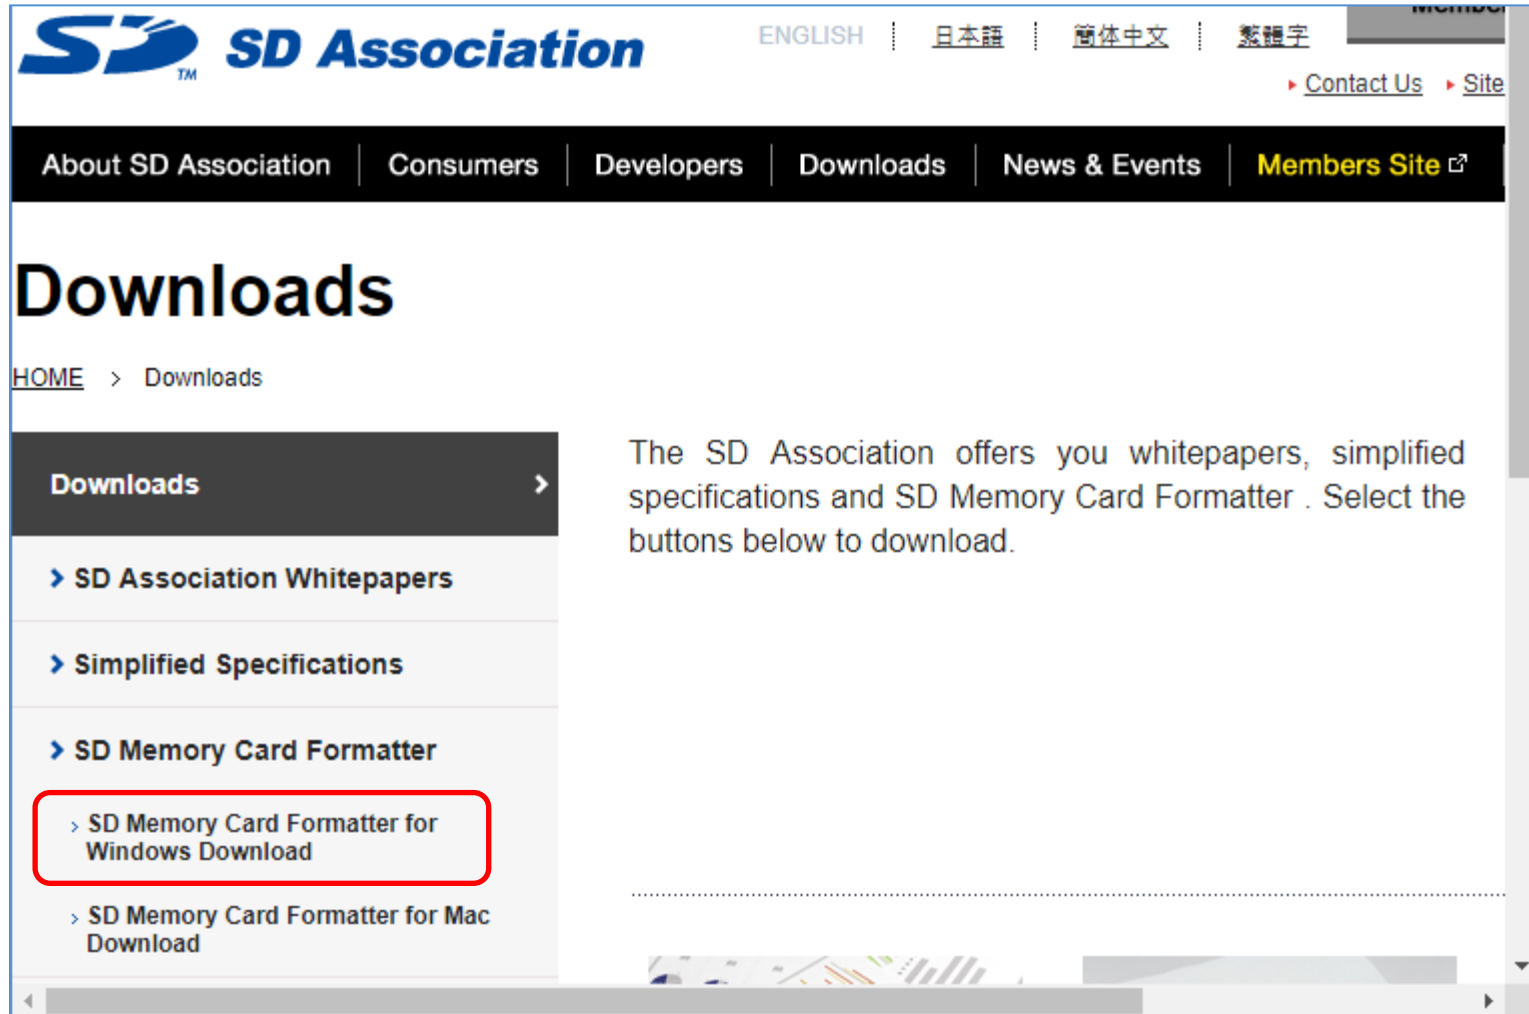 SD TM SD Association
ENGLISH 日本語 簡体中文 繁體字
Contact Us Site
About SD Association Consumers Developers Downloads News & Events Members Site
Downloads
HOME > Downloads
Downloads
SD Association Whitepapers
Simplified Specifications
SD Memory Card Formatter
SD Memory Card Formatter for
Windows Download
SD Memory Card Formatter for Mac
Download
The SD Association offers you whitepapers, simplified
specifications and SD Memory Card Formatter . Select the
buttons below to download.